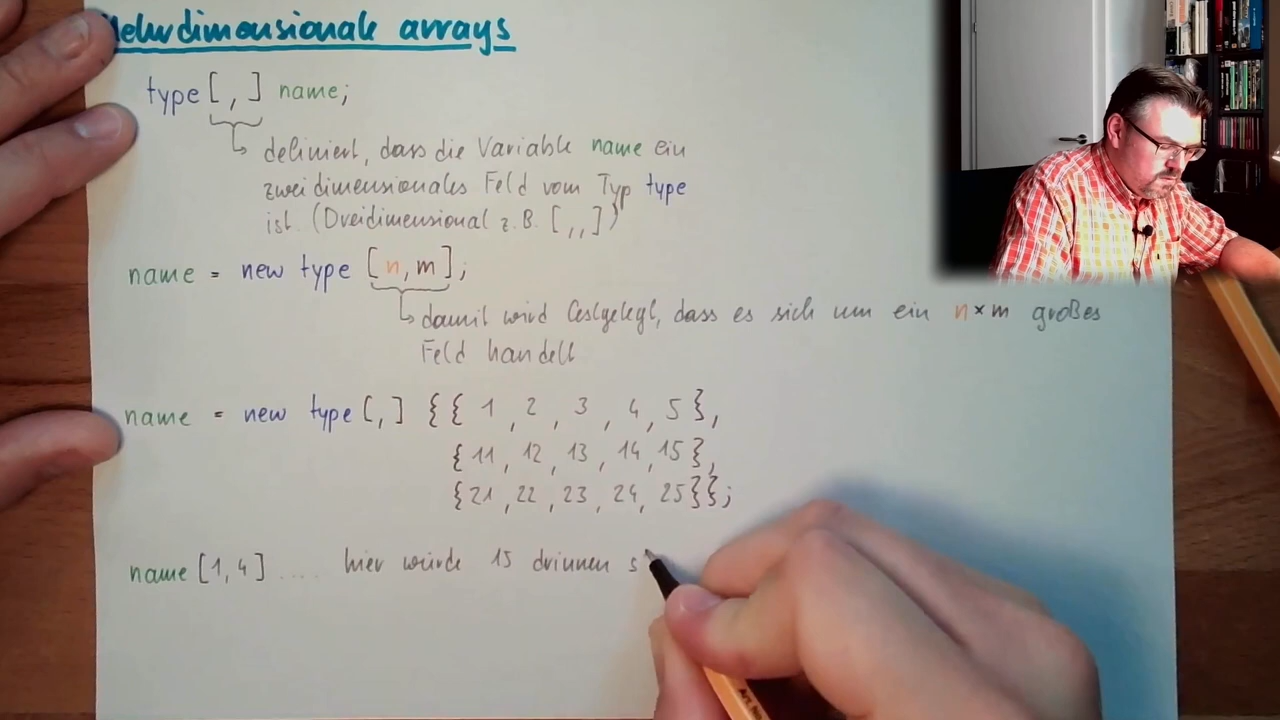 Mehrdimensionale arrays
type [ , ] name;
definiert, dass die Variable name ein
zweidimensionales Feld vom Typ type
ist. (Dreidimensional z.B. [ , , ] )
name = new type [n, m];
damit wird festgelegt, dass es sich um ein n×m großes
Feld handelt
name = new type [ , ] {{ 1 , 2 , 3 , 4 , 5 },
{ 11 , 12 , 13 , 14 , 15 },
{ 21 , 22 , 23 , 24 , 25 }};
name [1, 4] .... hier würde 15 drinnen s